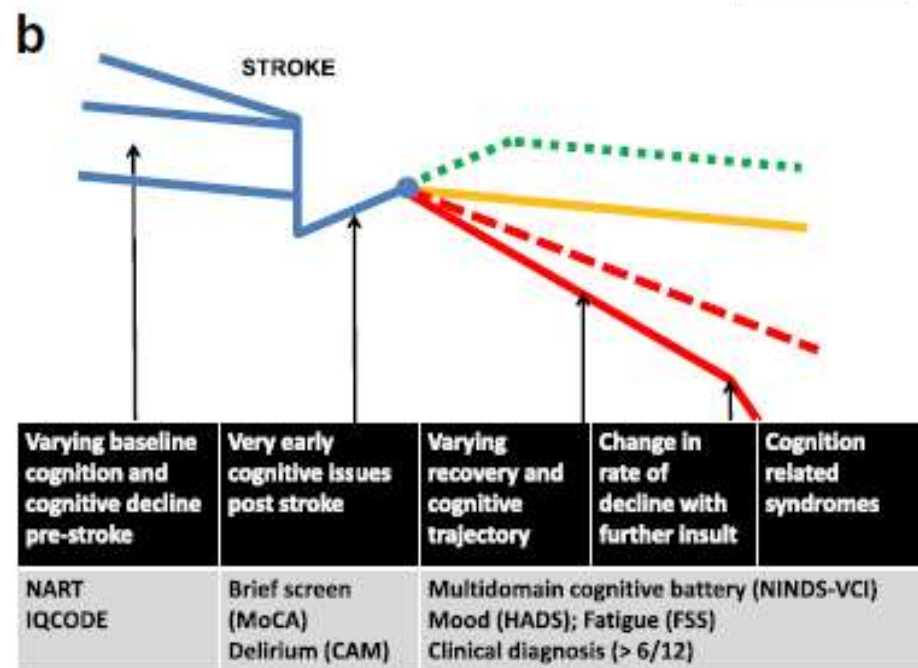 b
STROKE
Varying baseline
cognition and
cognitive decline
pre-stroke
Very early
cognitive issues
post stroke
Varying
recovery and
cognitive
trajectory
Change in
rate of
decline with
further insult
Cognition
related
syndromes
NART
IQCODE
Brief screen
(MoCA)
Delirium (CAM)
Multidomain cognitive battery (NINDS-VCI)
Mood (HADS); Fatigue (FSS)
Clinical diagnosis (> 6/12)